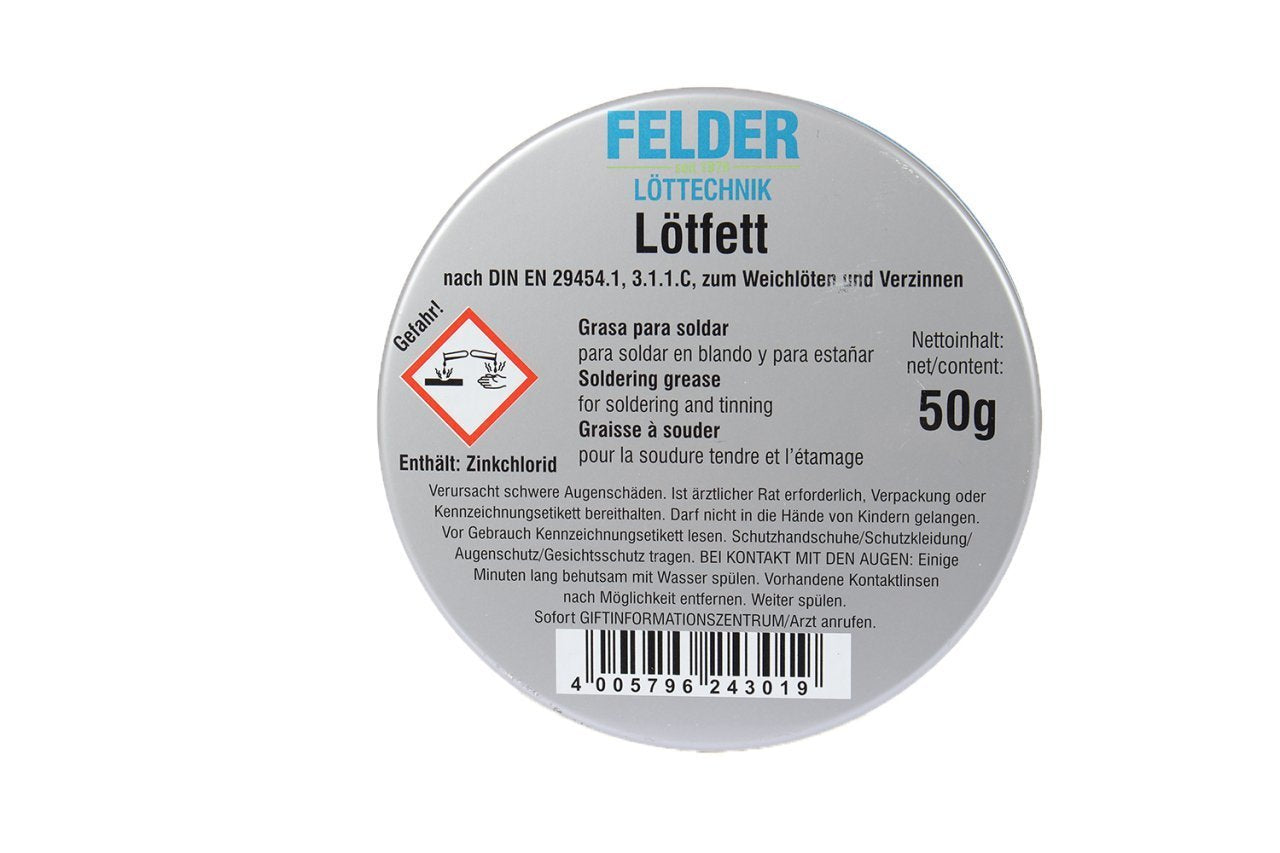 FELDER
seit 1979
LÖTTECHNIK
Lötfett
nach DIN EN 29454.1, 3.1.1.C, zum Weichlöten und Verzinnen
Gefahr!
Enthält: Zinkchlorid
Grasa para soldar
para soldar en blando y para estañar
Soldering grease
for soldering and tinning
Graisse à souder
pour la soudure tendre et l'étamage
Nettoinhalt:
net/content:
50g
Verursacht schwere Augenschäden. Ist ärztlicher Rat erforderlich, Verpackung oder
Kennzeichnungsetikett bereithalten. Darf nicht in die Hände von Kindern gelangen.
Vor Gebrauch Kennzeichnungsetikett lesen. Schutzhandschuhe/Schutzkleidung/
Augenschutz/Gesichtsschutz tragen. BEI KONTAKT MIT DEN AUGEN: Einige
Minuten lang behutsam mit Wasser spülen. Vorhandene Kontaktlinsen
nach Möglichkeit entfernen. Weiter spülen.
Sofort GIFTINFORMATIONSZENTRUM/Arzt anrufen.
4 005796 243019